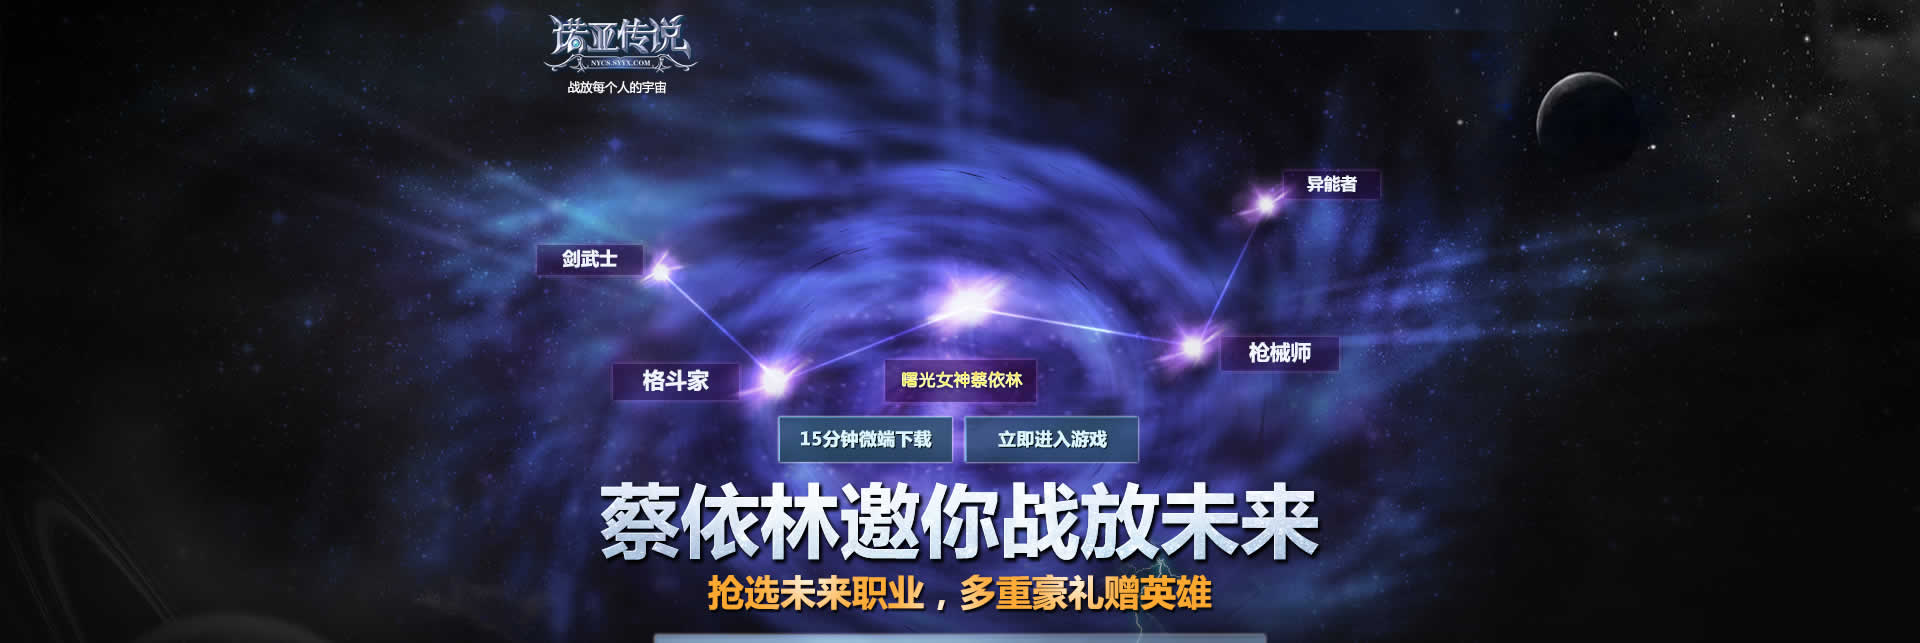 诺亚传说
NYCS.SYYX.COM
战放每个人的宇宙
异能者
剑武士
枪械师
格斗家
曙光女神蔡依林
15分钟微端下载
立即进入游戏
蔡依林邀你战放未来
抢选未来职业，多重豪礼赠英雄